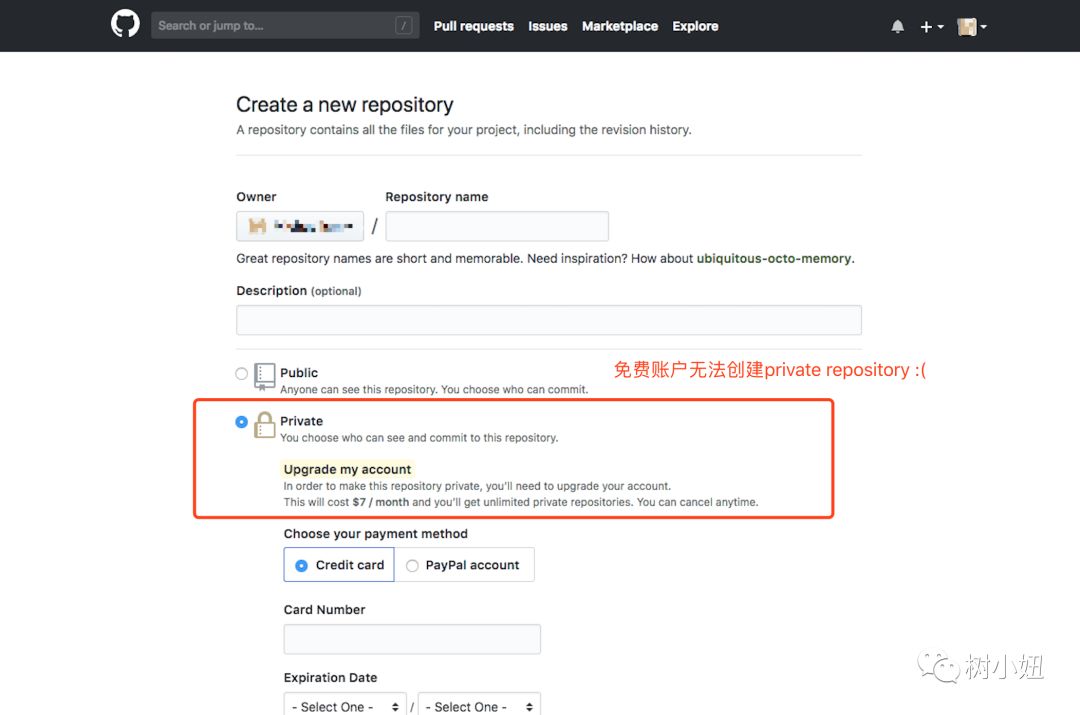 Search or jump to... /
Pull requests Issues Marketplace Explore
Create a new repository
A repository contains all the files for your project, including the revision history.
Owner Repository name
/
Great repository names are short and memorable. Need inspiration? How about ubiquitous-octo-memory.
Description (optional)
Public
Anyone can see this repository. You choose who can commit.
免费账户无法创建private repository :(
Private
You choose who can see and commit to this repository.
Upgrade my account
In order to make this repository private, you'll need to upgrade your account.
This will cost $7 / month and you'll get unlimited private repositories. You can cancel anytime.
Choose your payment method
Credit card PayPal account
Card Number
Expiration Date
- Select One - / - Select One -
树小妞